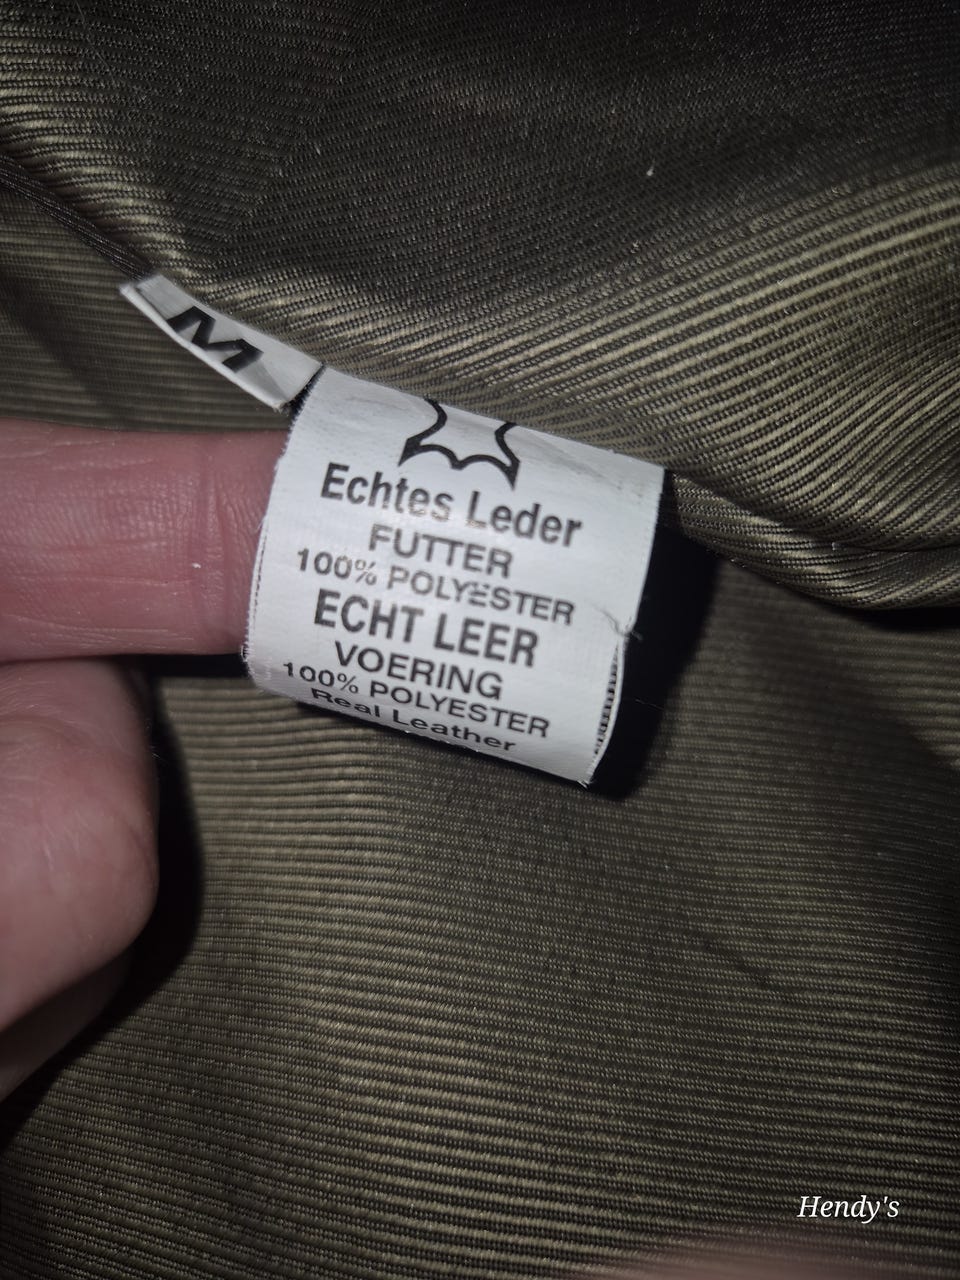 M
Echtes Leder
FUTTER
100% POLYESTER
ECHT LEER
VOERING
100% POLYESTER
Real Leather
Hendy's